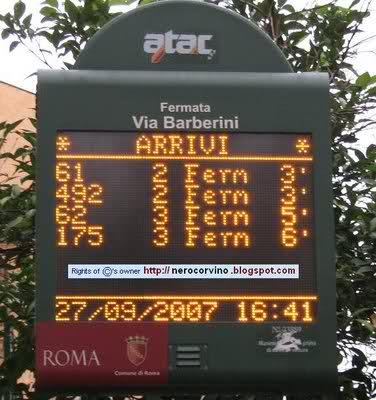 atac
Fermata
Via Barberini
* ARRIVI *
61 2 Ferm 3'
492 2 Ferm 3'
62 3 Ferm 5'
175 3 Ferm 6'
Rights of ©'s owner http:// nerocorvino .blogspot.com
27/09/2007 16:41
ROMA
Comune di Roma